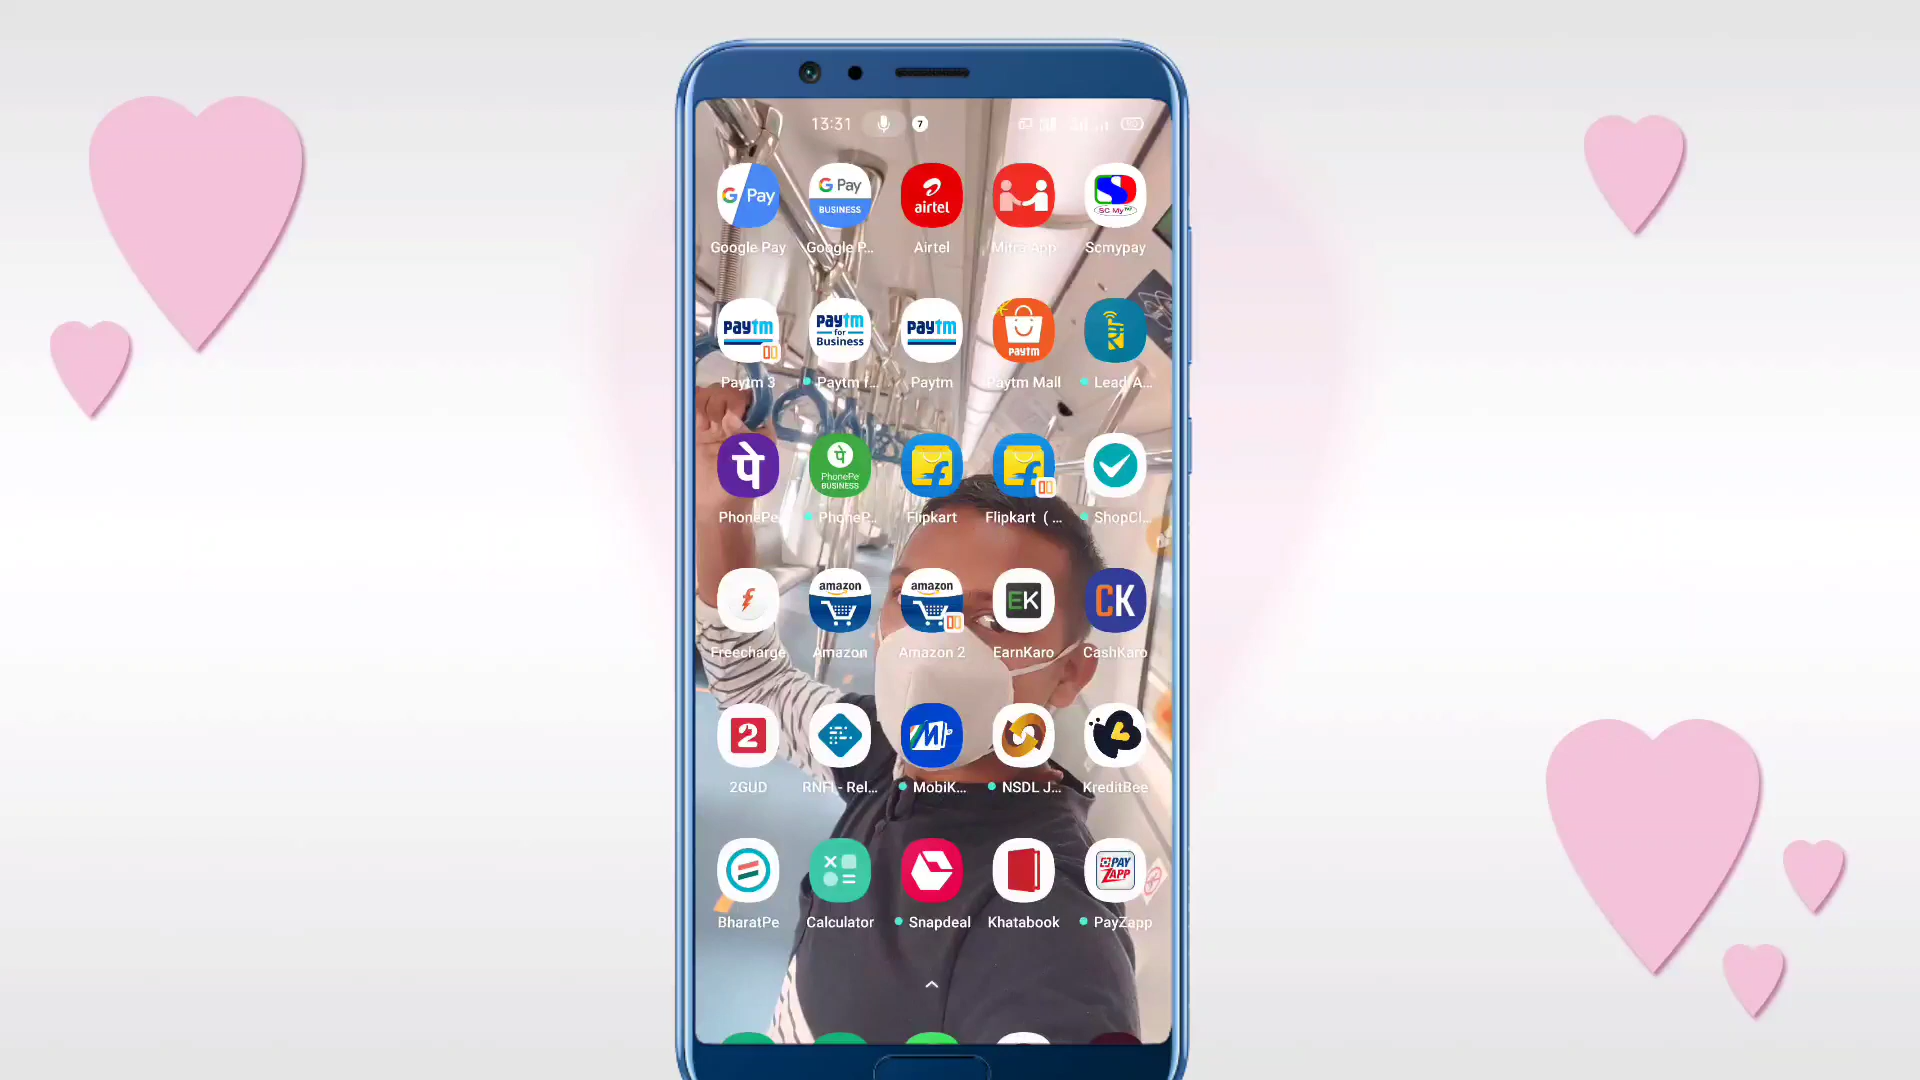 13:31 7
G Pay G Pay BUSINESS airtel SC My Pay
Google Pay Google P... Airtel Mitra App Scmypay
paytm paytm for Business paytm paytm
Paytm 3 Paytm f... Paytm Paytm Mall Lead A...
पे पे PhonePe BUSINESS
PhonePe PhoneP... Flipkart Flipkart ( ... ShopCl...
f amazon amazon EK CK
Freecharge Amazon Amazon 2 EarnKaro CashKaro
2 M
2GUD RNFI - Rel... MobiK... NSDL J... KreditBee
PAY ZAPP
BharatPe Calculator Snapdeal Khatabook PayZapp